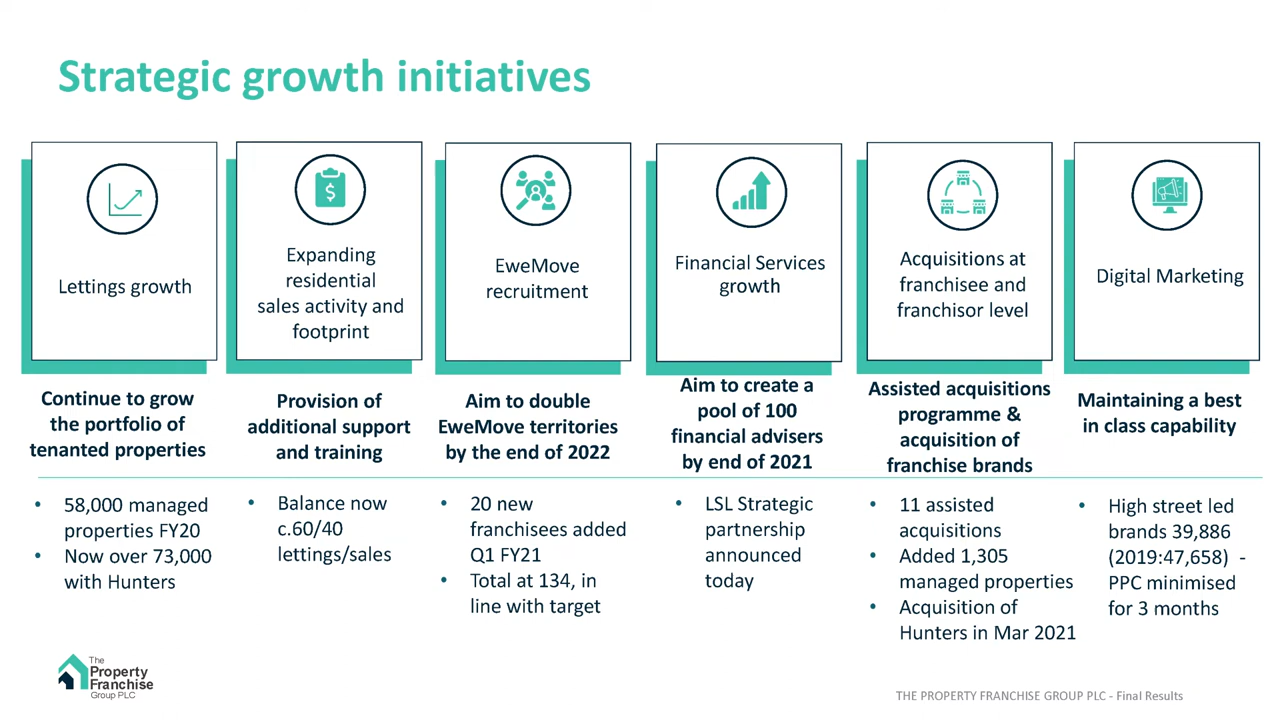 Strategic growth initiatives
Lettings growth
Expanding
residential
sales activity and
footprint
EweMove
recruitment
Financial Services
growth
Acquisitions at
franchisee and
franchisor level
Digital Marketing
Continue to grow
the portfolio of
tenanted properties
Provision of
additional support
and training
Aim to double
EweMove territories
by the end of 2022
Aim to create a
pool of 100
financial advisers
by end of 2021
Assisted acquisitions
programme &
acquisition of
franchise brands
Maintaining a best
in class capability
• 58,000 managed
properties FY20
• Now over 73,000
with Hunters
• Balance now
c.60/40
lettings/sales
• 20 new
franchisees added
Q1 FY21
• Total at 134, in
line with target
• LSL Strategic
partnership
announced
today
• 11 assisted
acquisitions
• Added 1,305
managed properties
• Acquisition of
Hunters in Mar 2021
• High street led
brands 39,886
(2019:47,658) -
PPC minimised
for 3 months
The
Property
Franchise
Group PLC
THE PROPERTY FRANCHISE GROUP PLC - Final Results